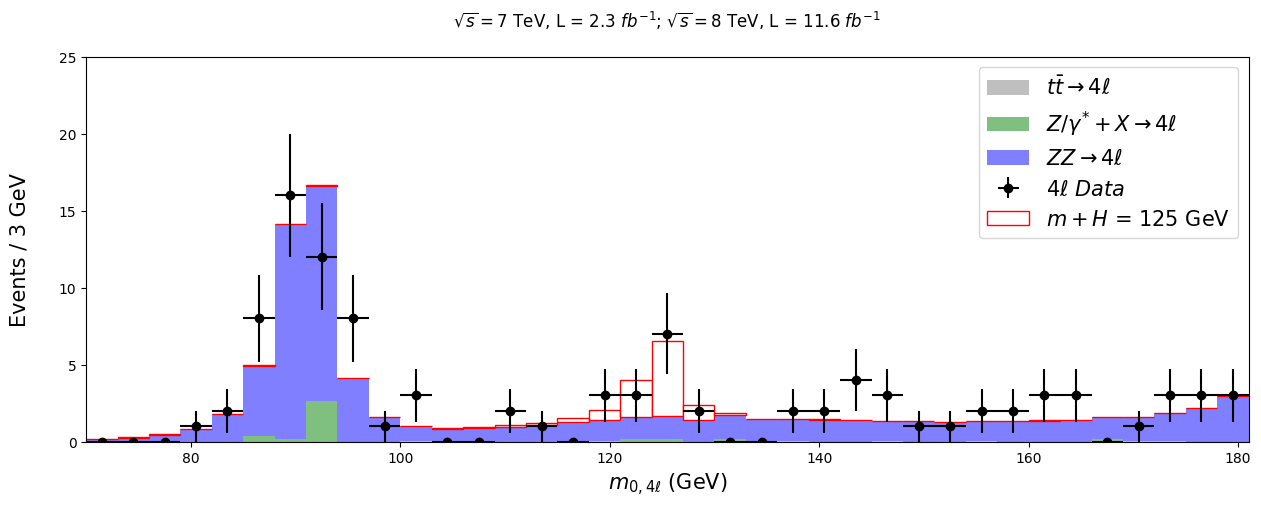 √s = 7 TeV, L = 2.3 fb⁻¹; √s = 8 TeV, L = 11.6 fb⁻¹
Events / 3 GeV
25
20
15
10
5
0
tt̄ → 4ℓ
Z/γ* + X → 4ℓ
ZZ → 4ℓ
4ℓ Data
m + H = 125 GeV
80 100 120 140 160 180
m₀,₄ℓ (GeV)